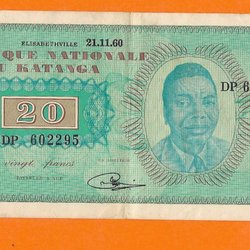 ELISABETHVILLE 21.11.60
QUE NATIONALE
U KATANGA
DP 6
20
DP 602295
vingt francs